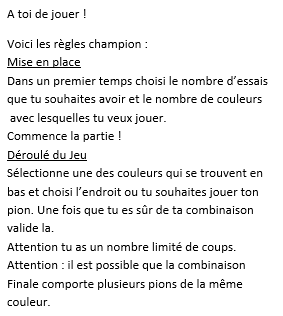 A toi de jouer !
Voici les règles champion :
Mise en place
Dans un premier temps choisi le nombre d'essais
que tu souhaites avoir et le nombre de couleurs
avec lesquelles tu veux jouer.
Commence la partie !
Déroulé du Jeu
Sélectionne une des couleurs qui se trouvent en
bas et choisi l'endroit ou tu souhaites jouer ton
pion. Une fois que tu es sûr de ta combinaison
valide la.
Attention tu as un nombre limité de coups.
Attention : il est possible que la combinaison
Finale comporte plusieurs pions de la même
couleur.